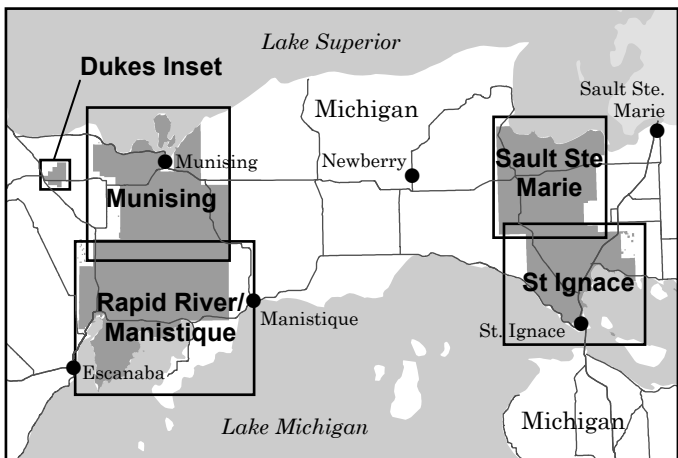 Lake Superior
Dukes Inset
Michigan
Sault Ste.
Marie
Munising
Newberry
Sault Ste
Marie
Munising
St Ignace
Rapid River/
Manistique
Manistique
St. Ignace
Escanaba
Lake Michigan
Michigan